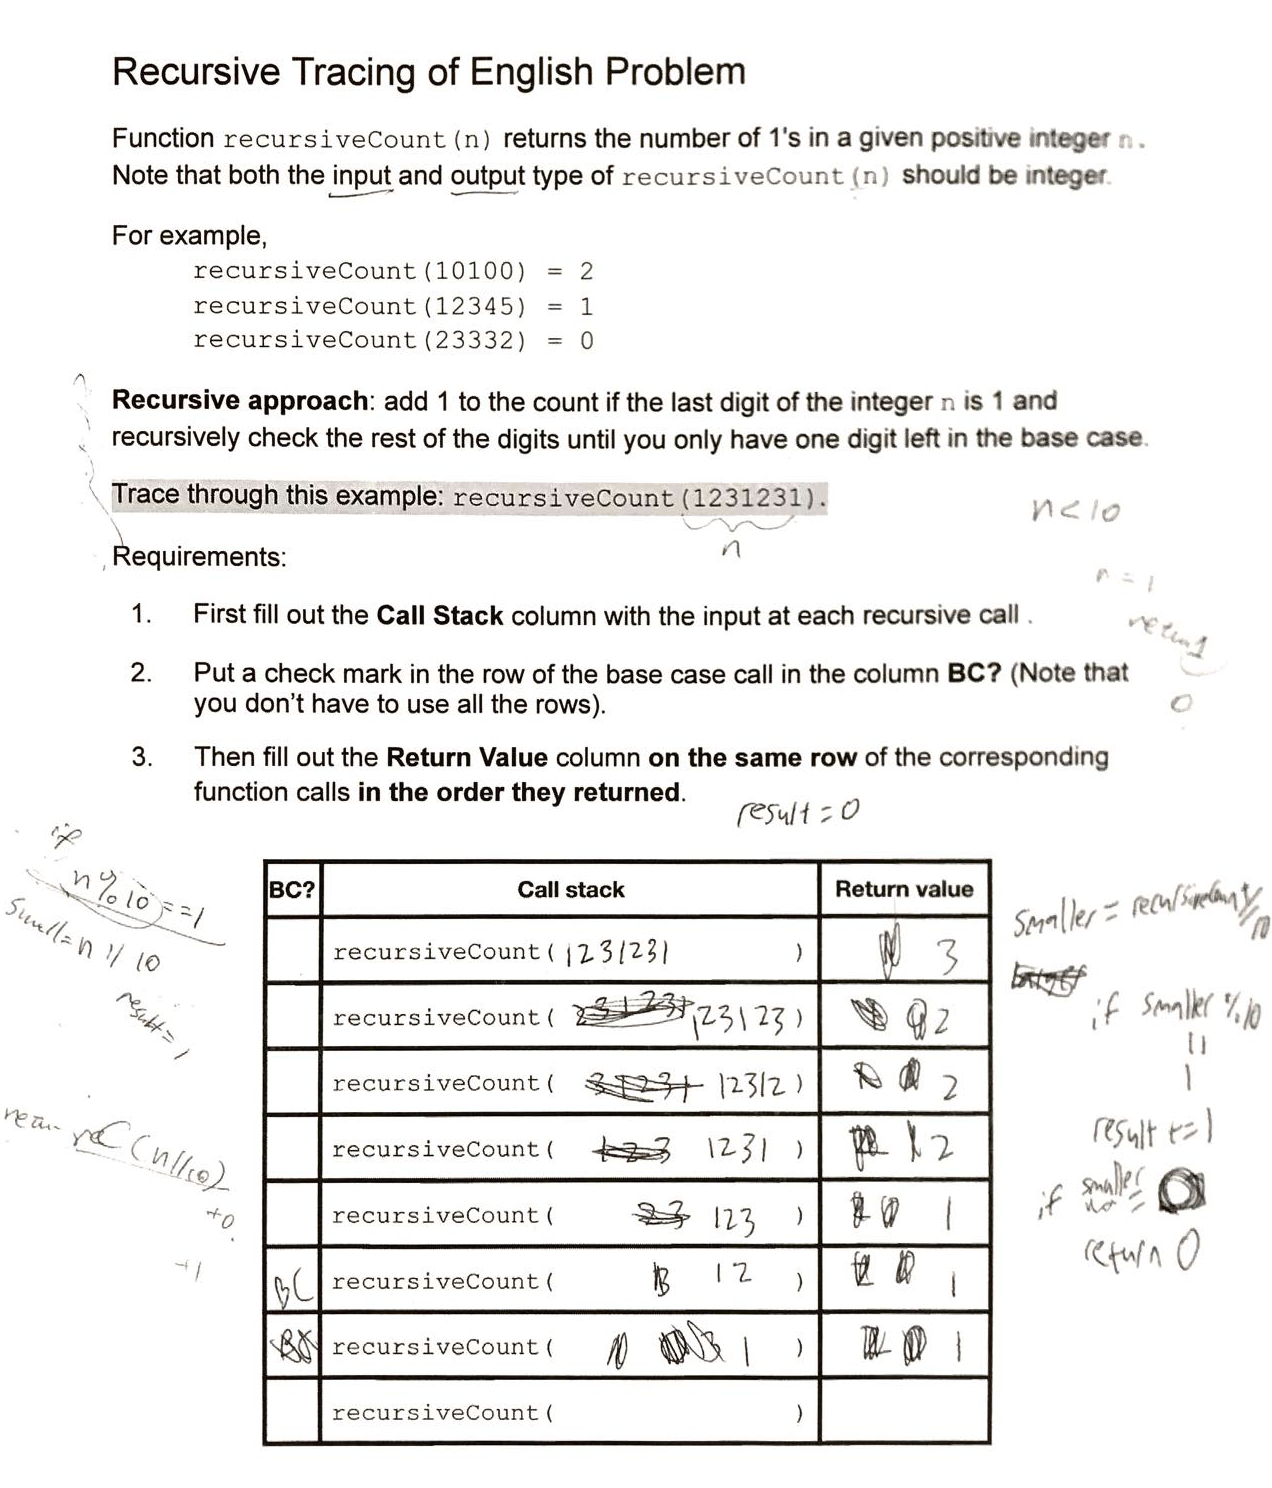 Recursive Tracing of English Problem
Function recursiveCount(n) returns the number of 1's in a given positive integer n.
Note that both the input and output type of recursiveCount(n) should be integer.
For example,
recursiveCount(10100) = 2
recursiveCount(12345) = 1
recursiveCount(23332) = 0
Recursive approach: add 1 to the count if the last digit of the integer n is 1 and
recursively check the rest of the digits until you only have one digit left in the base case.
Trace through this example: recursiveCount(1231231).
n<10
n
Requirements:
n = 1
1. First fill out the Call Stack column with the input at each recursive call .
return 1
2. Put a check mark in the row of the base case call in the column BC? (Note that
you don't have to use all the rows).
0
3. Then fill out the Return Value column on the same row of the corresponding
function calls in the order they returned.
result = 0
if
n%10 == 1
small = n // 10
result = 1
BC? Call stack Return value
recursiveCount( 1231231 ) 3
recursiveCount( 123123 ) 2
recursiveCount( 12312 ) 2
recursiveCount( 1231 ) 2
recursiveCount( 123 ) 1
BC recursiveCount( 12 ) 1
recursiveCount( 1 ) 1
recursiveCount( )
(n//10)
+0
+1
smaller =
if smaller %10
11
1
result += 1
if smaller
return 0